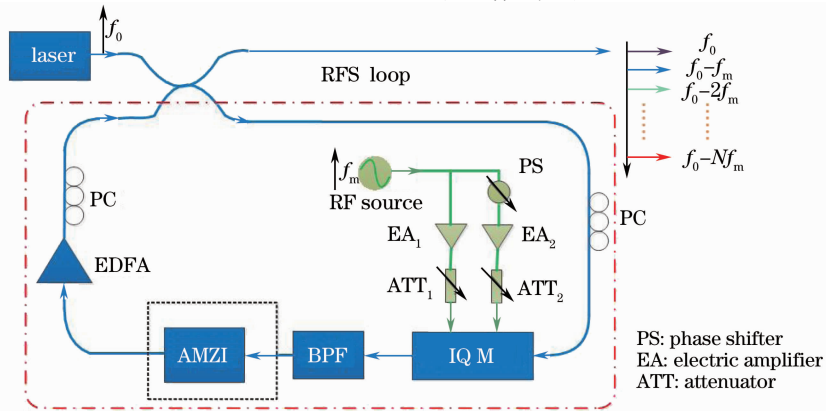 laser
f₀
RFS loop
f₀
f₀–fₘ
f₀–2fₘ
f₀–Nfₘ
fₘ
RF source
PS
EA₁
EA₂
ATT₁
ATT₂
PC
PC
EDFA
AMZI
BPF
IQ M
PS: phase shifter
EA: electric amplifier
ATT: attenuator